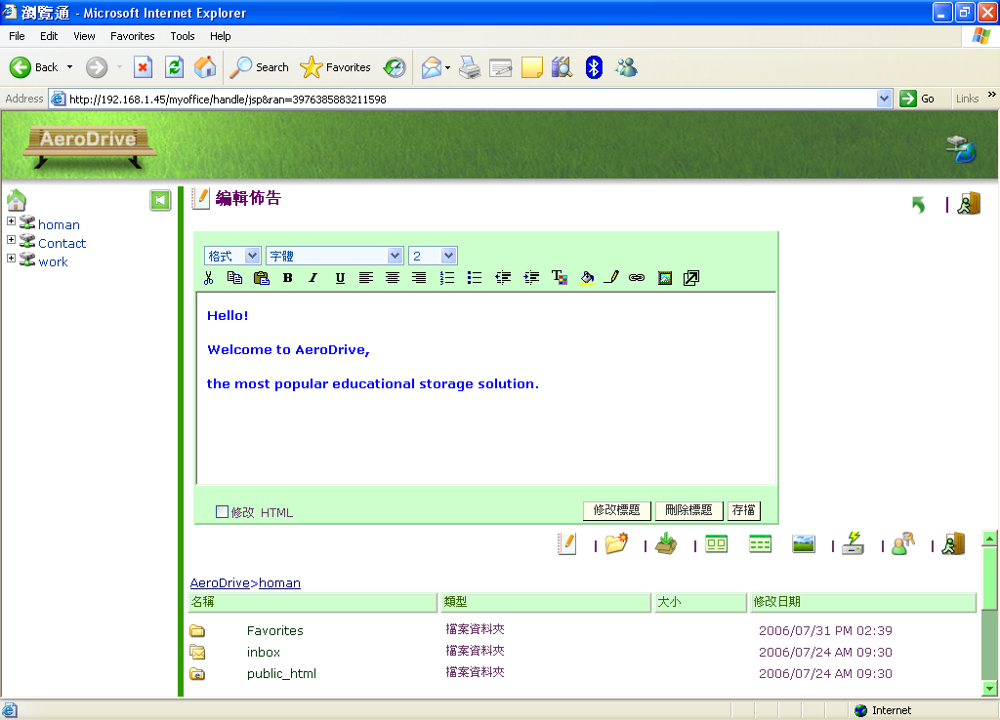 瀏覽通 - Microsoft Internet Explorer
File Edit View Favorites Tools Help
Back Search Favorites
Address http://192.168.1.45/myoffice/handle/jsp&ran=3976385883211598 Go Links »
AeroDrive
編輯佈告
homan
Contact
work
格式 字體 2
B I U
Hello!
Welcome to AeroDrive,
the most popular educational storage solution.
修改 HTML 修改標題 刪除標題 存檔
AeroDrive>homan
名稱 類型 大小 修改日期
Favorites 檔案資料夾 2006/07/31 PM 02:39
inbox 檔案資料夾 2006/07/24 AM 09:30
public_html 檔案資料夾 2006/07/24 AM 09:30
Internet